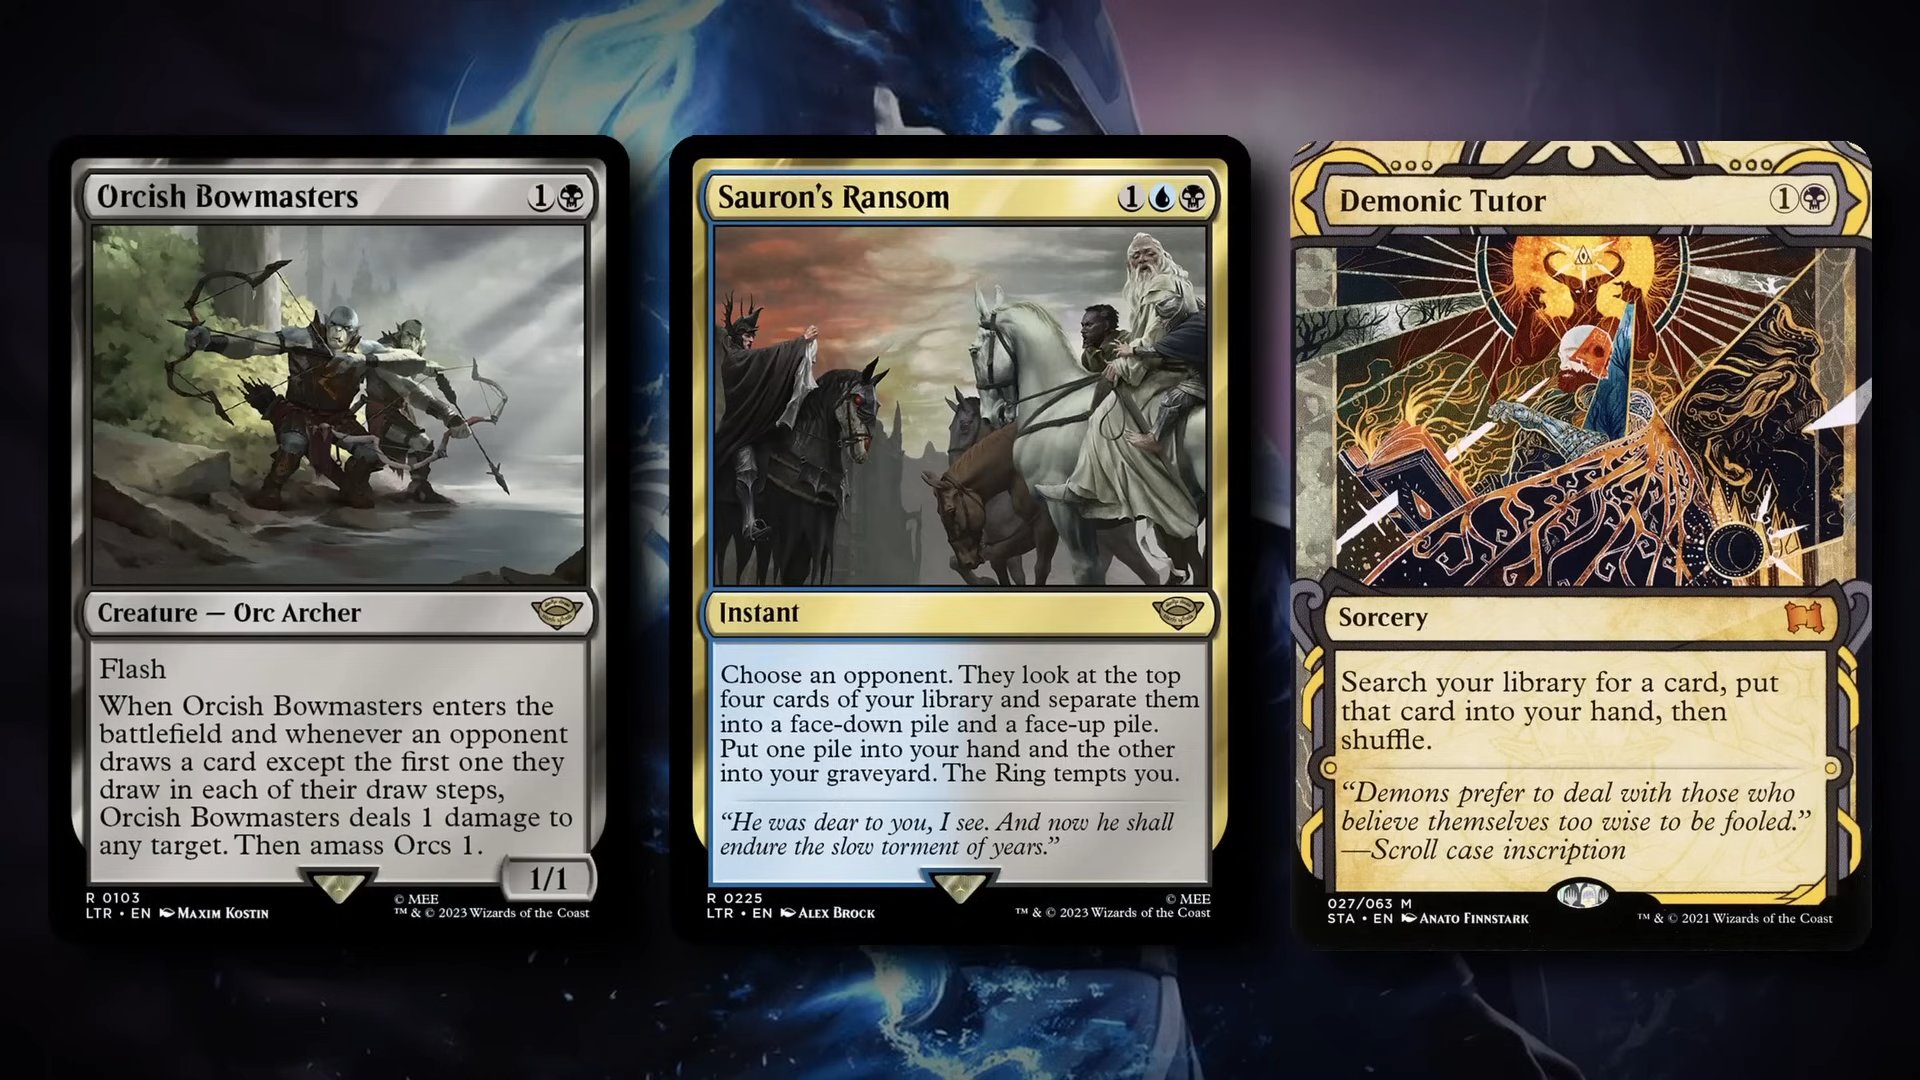 Orcish Bowmasters
1
Creature — Orc Archer
Flash
When Orcish Bowmasters enters the
battlefield and whenever an opponent
draws a card except the first one they
draw in each of their draw steps,
Orcish Bowmasters deals 1 damage to
any target. Then amass Orcs 1.
1/1
R 0103
LTR • EN Maxim Kostin
© MEE
™ & © 2023 Wizards of the Coast
Sauron's Ransom
1
Instant
Choose an opponent. They look at the top
four cards of your library and separate them
into a face-down pile and a face-up pile.
Put one pile into your hand and the other
into your graveyard. The Ring tempts you.
“He was dear to you, I see. And now he shall
endure the slow torment of years.”
R 0225
LTR • EN Alex Brock
© MEE
™ & © 2023 Wizards of the Coast
Demonic Tutor
1
Sorcery
Search your library for a card, put
that card into your hand, then
shuffle.
“Demons prefer to deal with those who
believe themselves too wise to be fooled.”
—Scroll case inscription
027/063 M
STA • EN Anato Finnstark
™ & © 2021 Wizards of the Coast